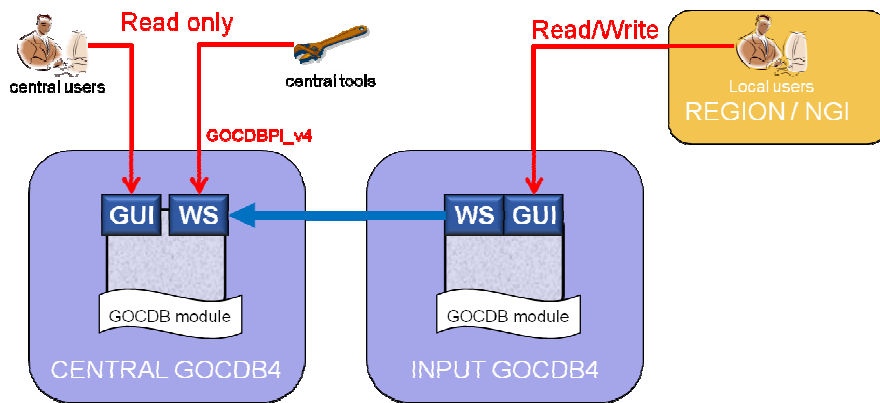 Read only
Read/Write
central users
central tools
Local users
REGION / NGI
GOCDBPI_v4
GUI
WS
WS
GUI
GOCDB module
GOCDB module
CENTRAL GOCDB4
INPUT GOCDB4